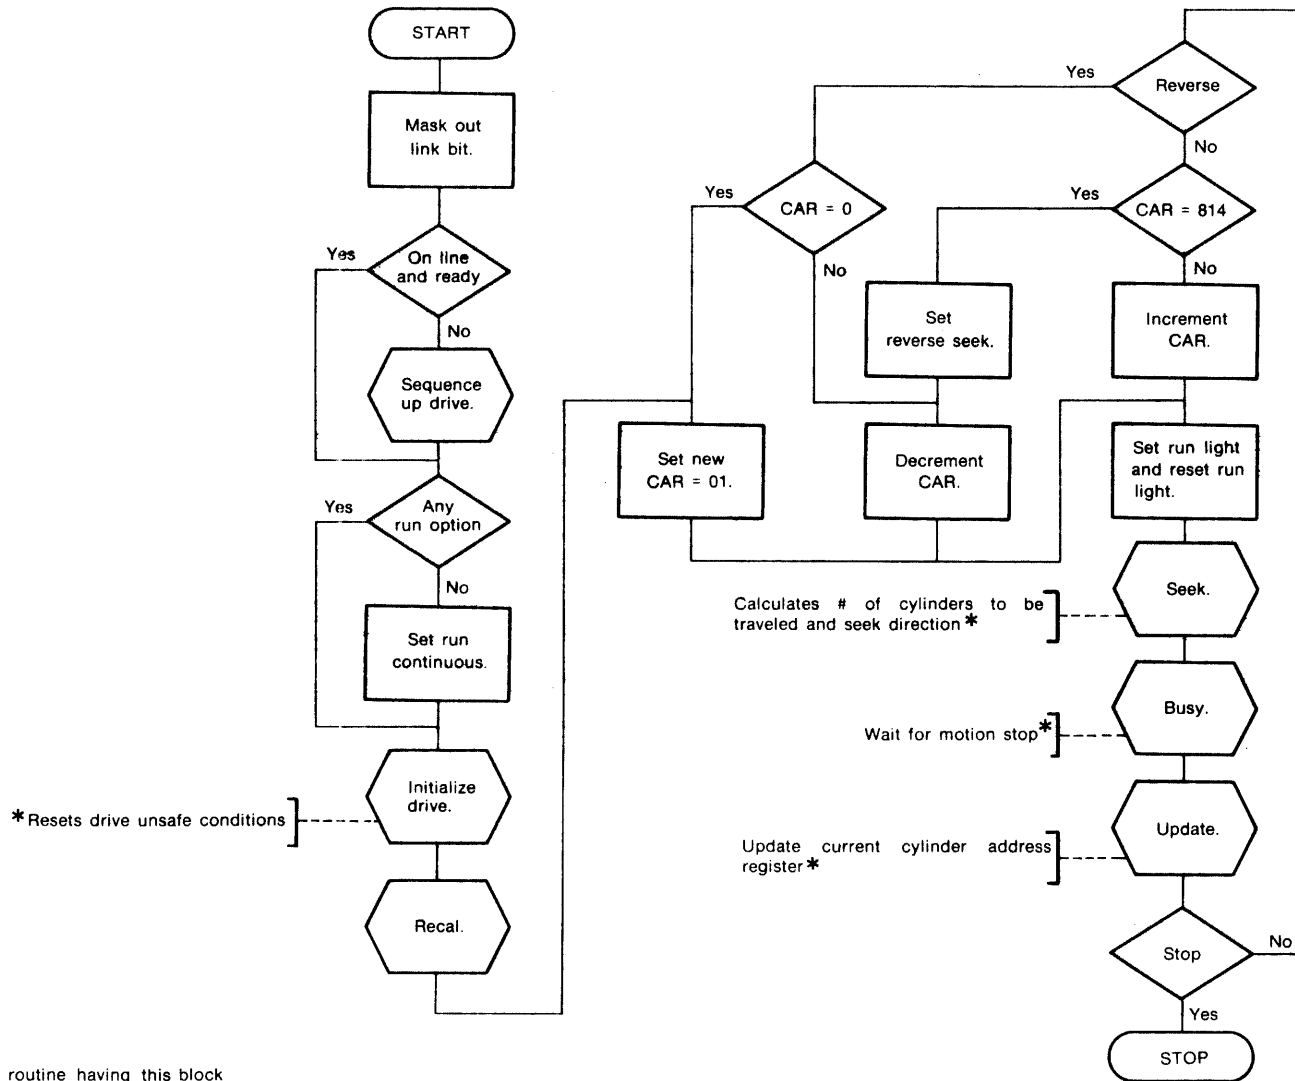 START
Mask out
link bit.
Yes
On line
and ready
No
Sequence
up drive.
Yes
Any
run option
No
Set run
continuous.
Initialize
drive.
*Resets drive unsafe conditions
Recal.
Yes
Reverse
No
Yes
CAR = 0
No
Yes
CAR = 814
No
Set
reverse seek.
Increment
CAR.
Set new
CAR = 01.
Decrement
CAR.
Set run light
and reset run
light.
Seek.
Calculates # of cylinders to be
traveled and seek direction*
Busy.
Wait for motion stop*
Update.
Update current cylinder address
register*
Stop
No
Yes
STOP
routine having this block